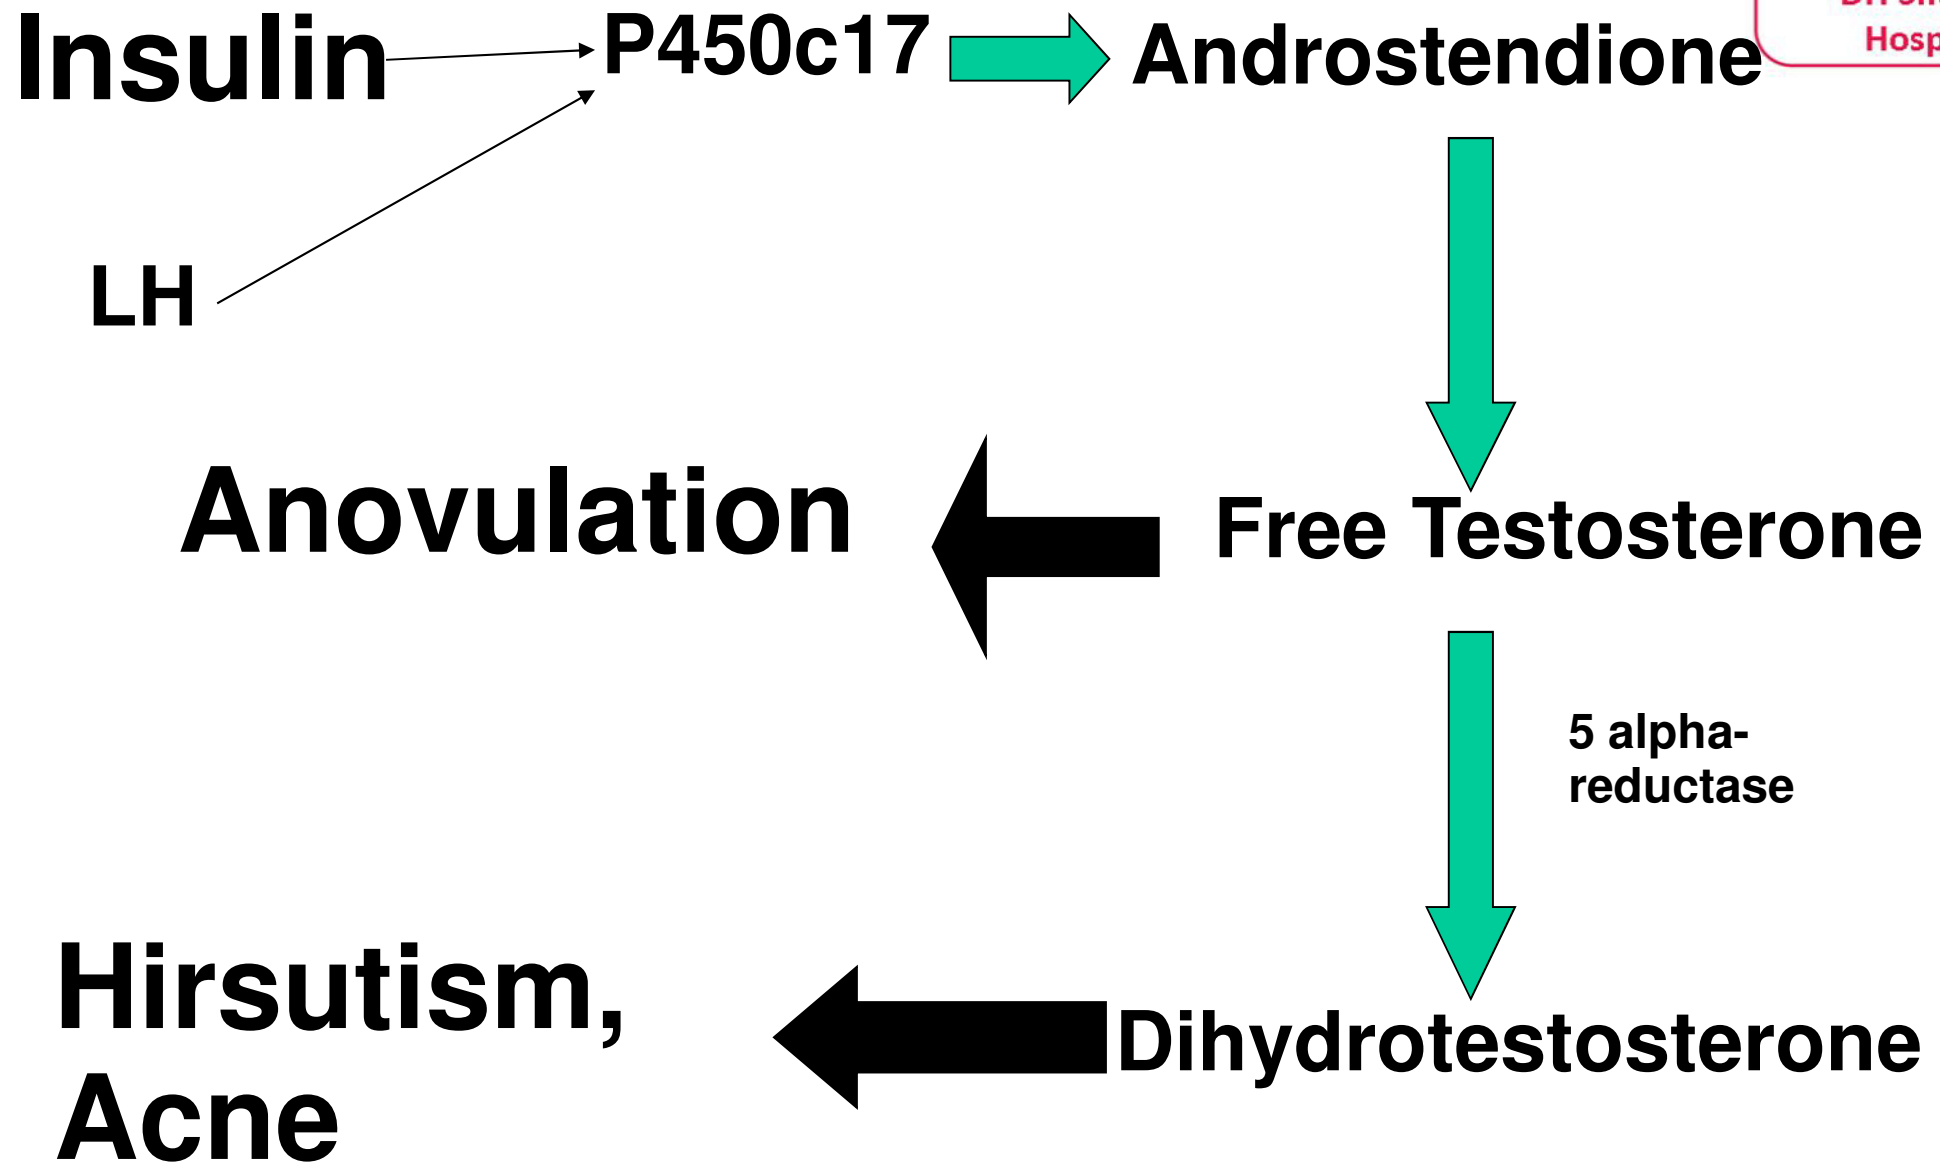 Insulin
P450c17
Androstendione
LH
Anovulation
Free Testosterone
5 alpha-
reductase
Hirsutism,
Acne
Dihydrotestosterone